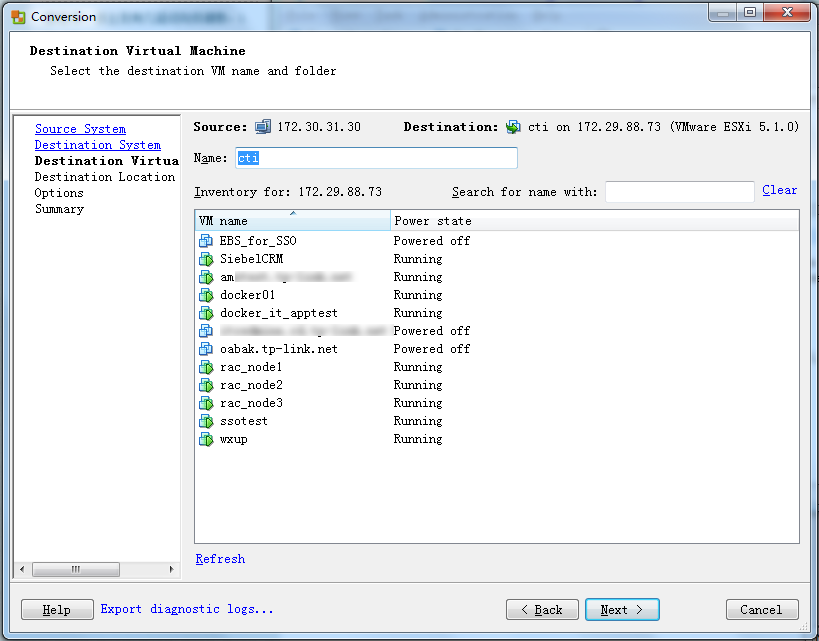 Conversion
Destination Virtual Machine
Select the destination VM name and folder
Source System
Destination System
Destination Virtua
Destination Location
Options
Summary
Source: 172.30.31.30 Destination: cti on 172.29.88.73 (VMware ESXi 5.1.0)
Name: cti
Inventory for: 172.29.88.73 Search for name with: Clear
VM name Power state
EBS_for_SSO Powered off
SiebelCRM Running
Running
docker01 Running
docker_it_apptest Running
Powered off
oabak.tp-link.net Powered off
rac_node1 Running
rac_node2 Running
rac_node3 Running
ssotest Running
wxup Running
Refresh
Help Export diagnostic logs... < Back Next > Cancel